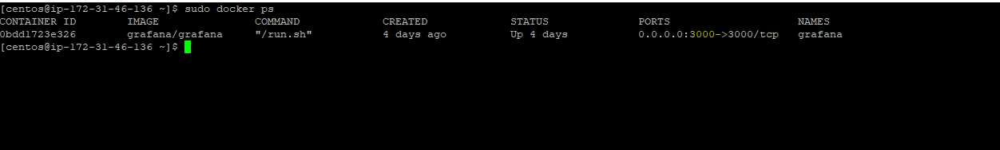 [centos@ip-172-31-46-136 ~]$ sudo docker ps
CONTAINER ID        IMAGE               COMMAND             CREATED             STATUS              PORTS                    NAMES
0bdd1723e326        grafana/grafana     "/run.sh"           4 days ago          Up 4 days           0.0.0.0:3000->3000/tcp   grafana
[centos@ip-172-31-46-136 ~]$